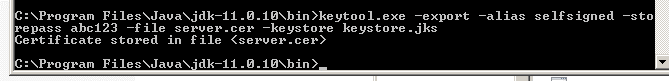 C:\Program Files\Java\jdk-11.0.10\bin>keytool.exe -export -alias selfsigned -sto
repass abc123 -file server.cer -keystore keystore.jks
Certificate stored in file <server.cer>
C:\Program Files\Java\jdk-11.0.10\bin>_